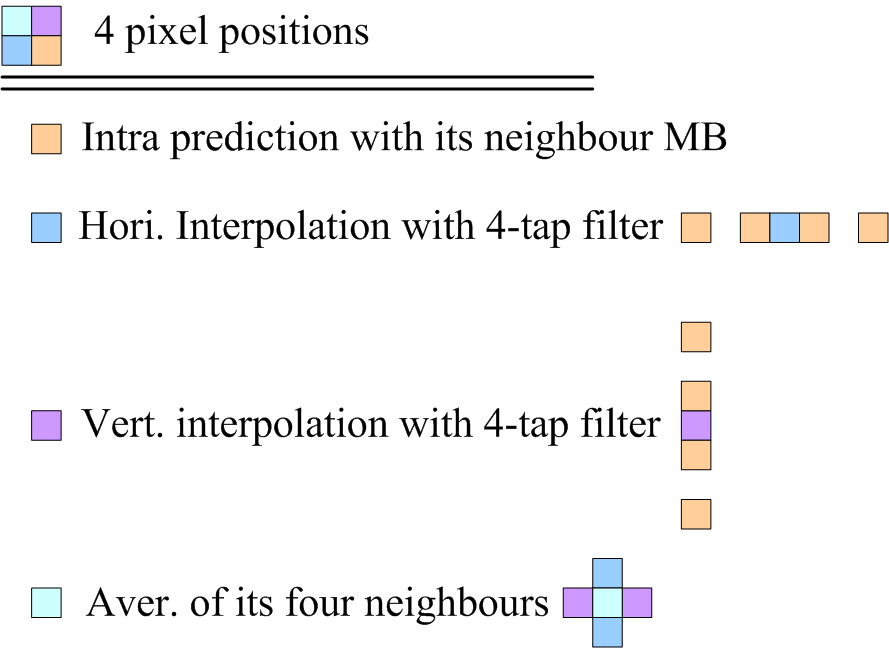 4 pixel positions
Intra prediction with its neighbour MB
Hori. Interpolation with 4-tap filter
Vert. interpolation with 4-tap filter
Aver. of its four neighbours